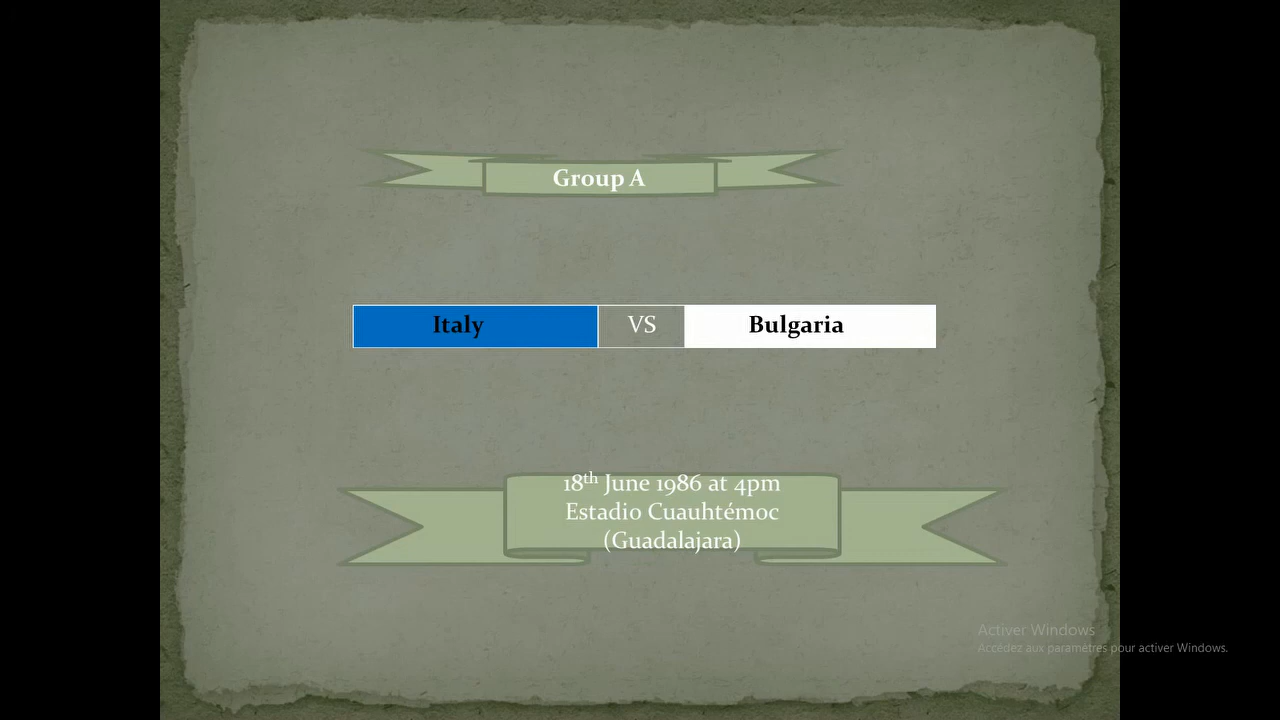 Group A
Italy VS Bulgaria
18th June 1986 at 4pm
Estadio Cuauhtémoc
(Guadalajara)
Activer Windows
Accédez aux paramètres pour activer Windows.